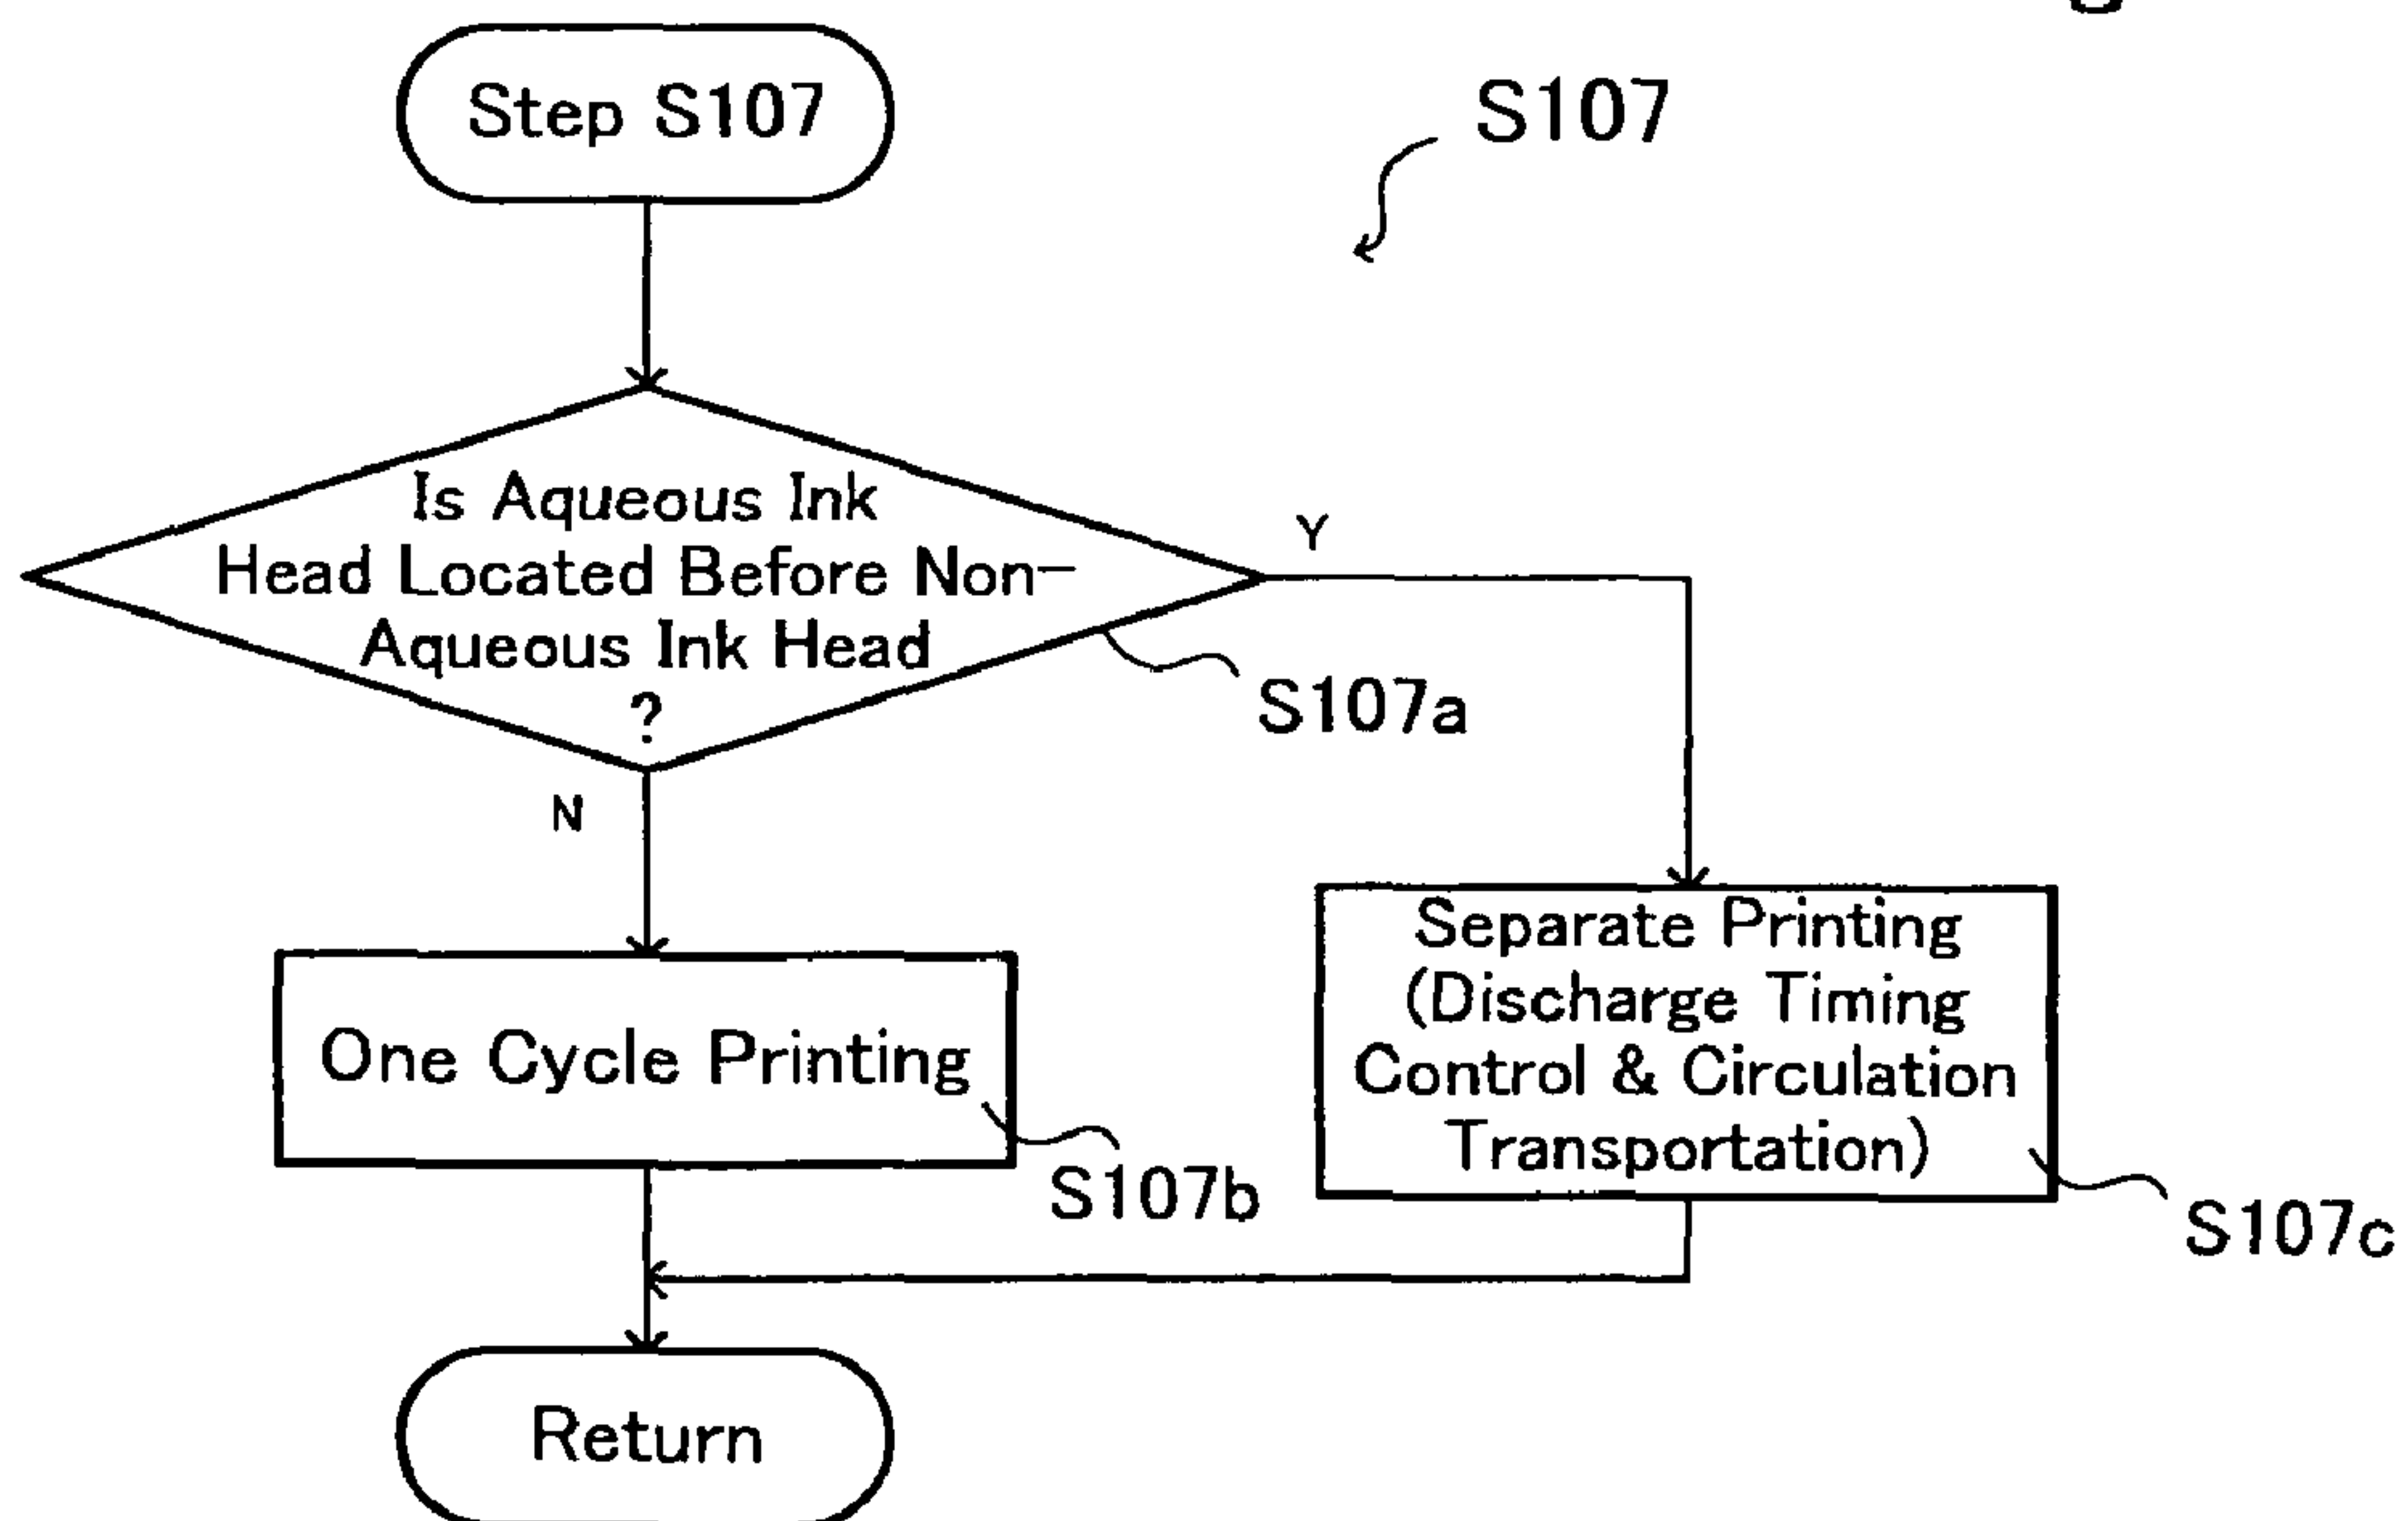 Step S107
S107
Is Aqueous Ink
Head Located Before Non-
Aqueous Ink Head
?
Y
S107a
N
One Cycle Printing
S107b
Separate Printing
(Discharge Timing
Control & Circulation
Transportation)
S107c
Return